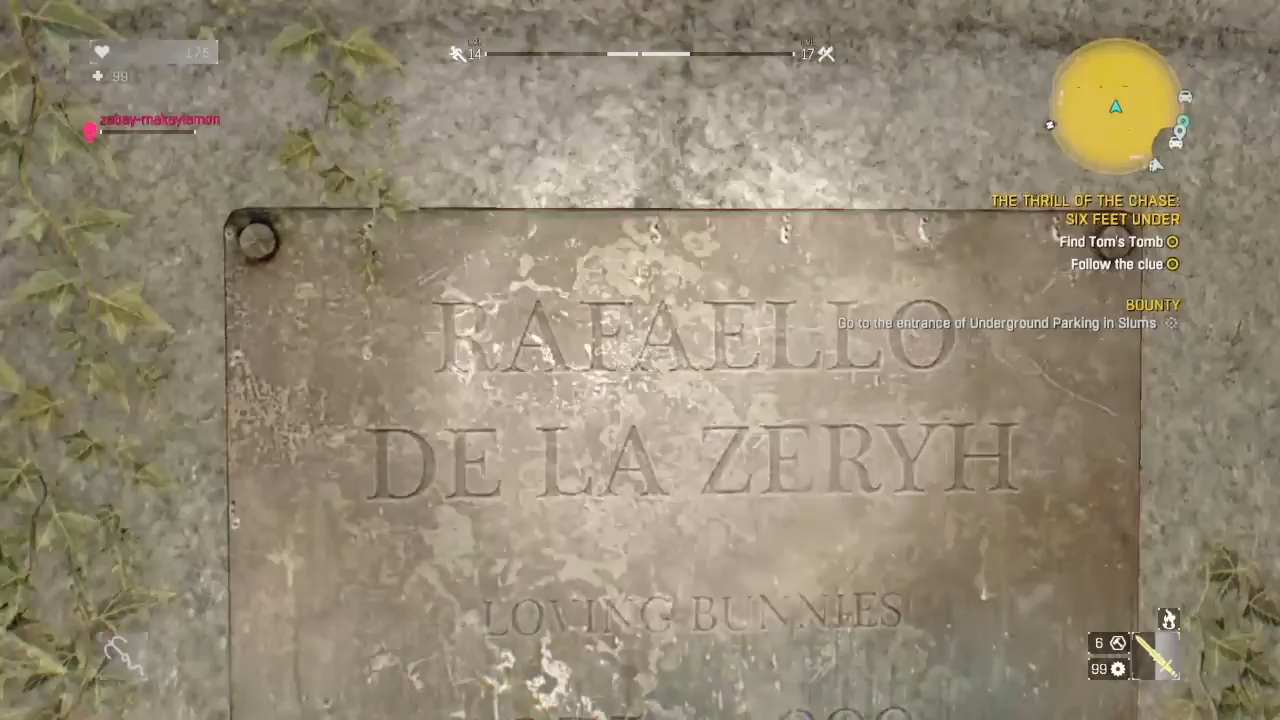 175
99
zabay-makaylamon
LVL
14
LVL
17
THE THRILL OF THE CHASE:
SIX FEET UNDER
Find Tom's Tomb
Follow the clue
BOUNTY
Go to the entrance of Underground Parking in Slums
RAFAELLO
DE LA ZERYH
LOVING BUNNIES
6
99